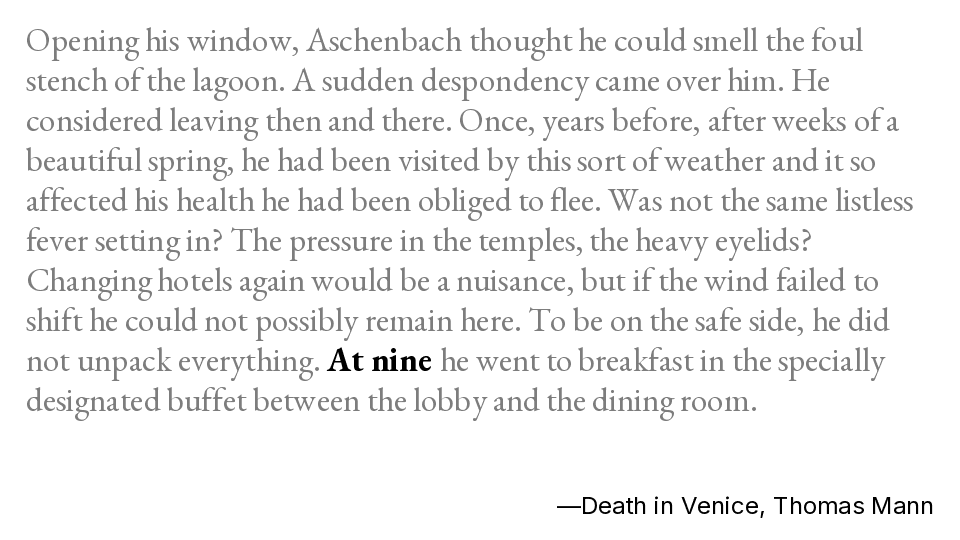 Opening his window, Aschenbach thought he could smell the foul
stench of the lagoon. A sudden despondency came over him. He
considered leaving then and there. Once, years before, after weeks of a
beautiful spring, he had been visited by this sort of weather and it so
affected his health he had been obliged to flee. Was not the same listless
fever setting in? The pressure in the temples, the heavy eyelids?
Changing hotels again would be a nuisance, but if the wind failed to
shift he could not possibly remain here. To be on the safe side, he did
not unpack everything. At nine he went to breakfast in the specially
designated buffet between the lobby and the dining room.
—Death in Venice, Thomas Mann